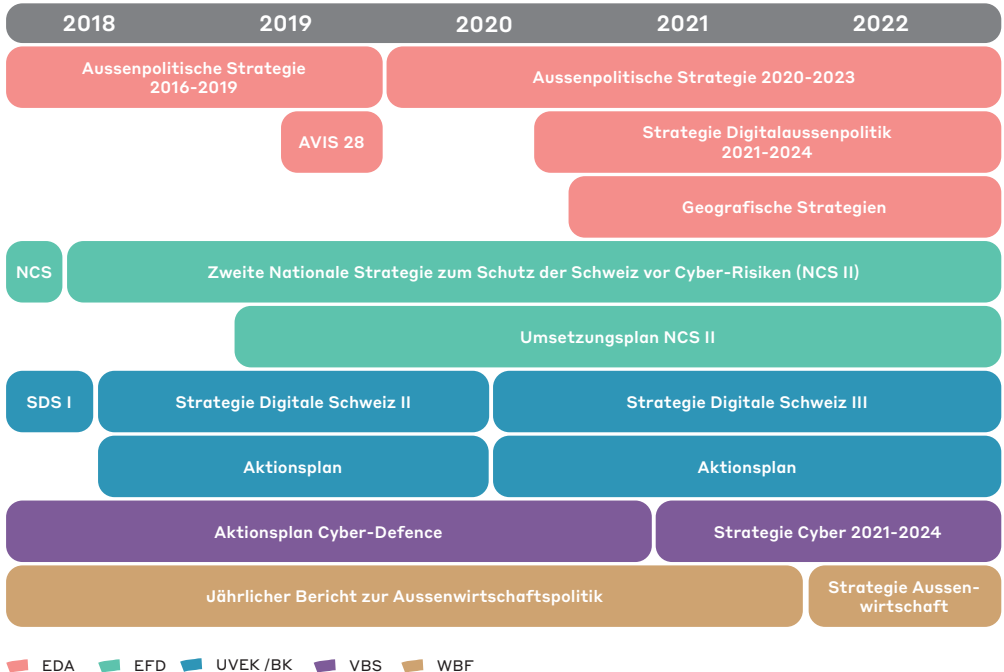 2018 2019 2020 2021 2022
Aussenpolitische Strategie
2016-2019
Aussenpolitische Strategie 2020-2023
AVIS 28
Strategie Digitalaussenpolitik
2021-2024
Geografische Strategien
NCS
Zweite Nationale Strategie zum Schutz der Schweiz vor Cyber-Risiken (NCS II)
Umsetzungsplan NCS II
SDS I
Strategie Digitale Schweiz II
Strategie Digitale Schweiz III
Aktionsplan
Aktionsplan
Aktionsplan Cyber-Defence
Strategie Cyber 2021-2024
Jährlicher Bericht zur Aussenwirtschaftspolitik
Strategie Aussen-
wirtschaft
EDA EFD UVEK /BK VBS WBF